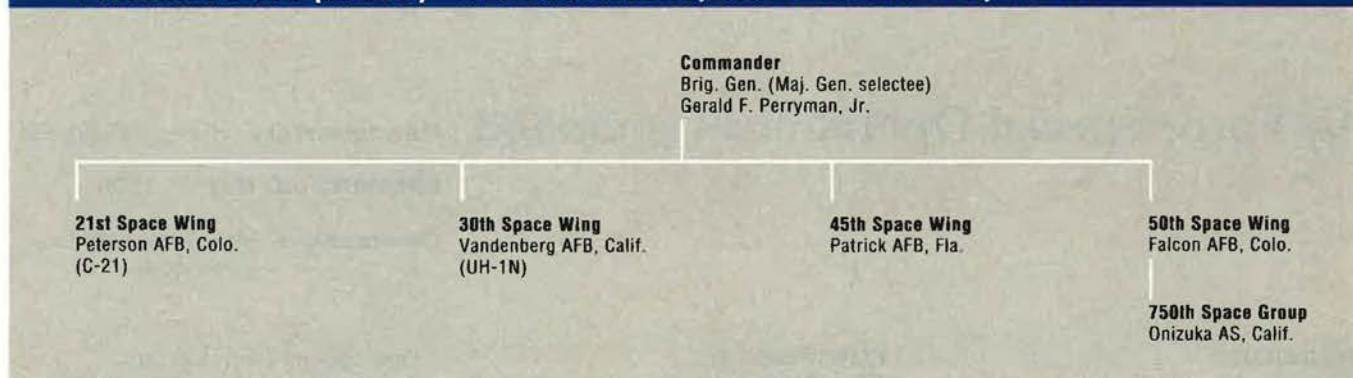 Commander
Brig. Gen. (Maj. Gen. selectee)
Gerald F. Perryman, Jr.
21st Space Wing
Peterson AFB, Colo.
(C-21)
30th Space Wing
Vandenberg AFB, Calif.
(UH-1N)
45th Space Wing
Patrick AFB, Fla.
50th Space Wing
Falcon AFB, Colo.
750th Space Group
Onizuka AS, Calif.